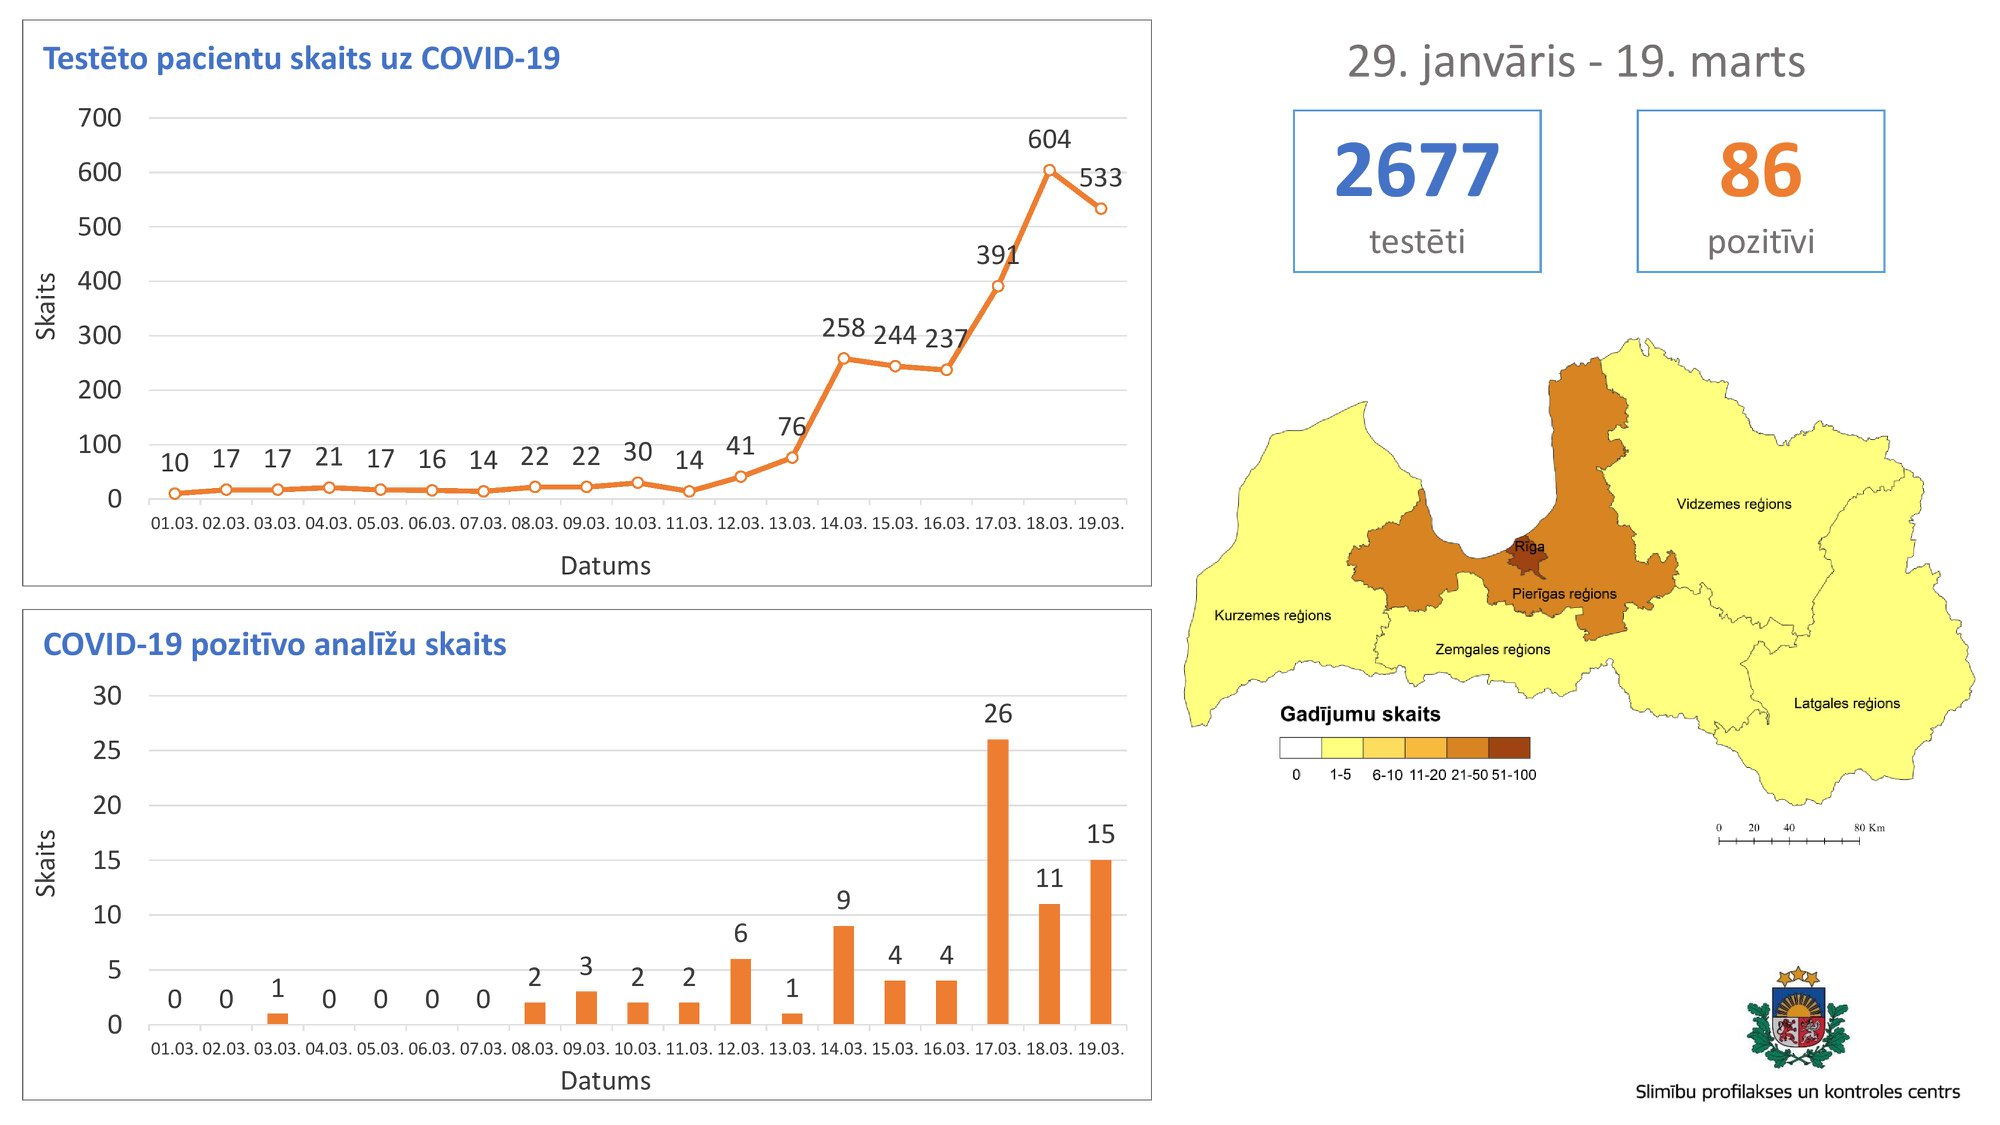 Testēto pacientu skaits uz COVID-19
700
600
500
400
300
200
100
0
Skaits
10 17 17 21 17 16 14 22 22 30 14 41 76 258 244 237 391 604 533
01.03. 02.03. 03.03. 04.03. 05.03. 06.03. 07.03. 08.03. 09.03. 10.03. 11.03. 12.03. 13.03. 14.03. 15.03. 16.03. 17.03. 18.03. 19.03.
Datums
COVID-19 pozitīvo analīžu skaits
30
25
20
15
10
5
0
Skaits
0 0 1 0 0 0 0 2 3 2 2 6 1 9 4 4 26 11 15
01.03. 02.03. 03.03. 04.03. 05.03. 06.03. 07.03. 08.03. 09.03. 10.03. 11.03. 12.03. 13.03. 14.03. 15.03. 16.03. 17.03. 18.03. 19.03.
Datums
29. janvāris - 19. marts
2677
testēti
86
pozitīvi
Vidzemes reģions
Rīga
Pierīgas reģions
Kurzemes reģions
Zemgales reģions
Latgales reģions
Gadījumu skaits
0 1-5 6-10 11-20 21-50 51-100
0 20 40 80 Km
Slimību profilakses un kontroles centrs